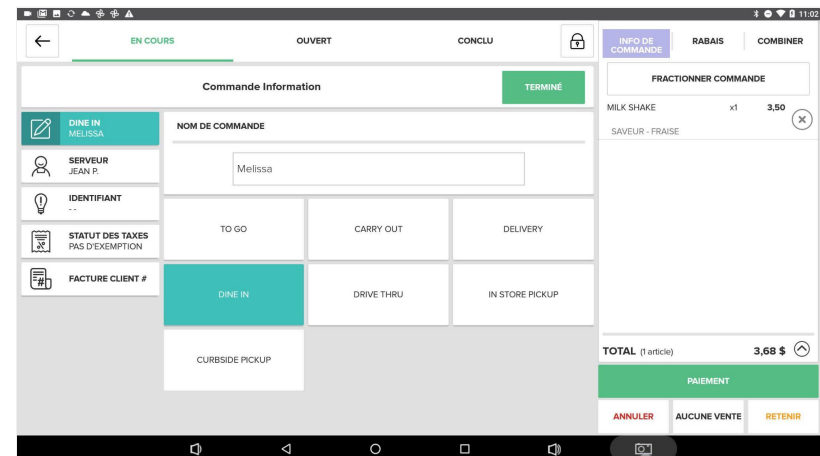 11:02
EN COURS
OUVERT
CONCLU
INFO DE
COMMANDE
RABAIS
COMBINER
Commande Information
TERMINÉ
FRACTIONNER COMMANDE
MILK SHAKE x1 3,50
SAVEUR - FRAISE
DINE IN
MELISSA
SERVEUR
JEAN P.
IDENTIFIANT
- -
STATUT DES TAXES
PAS D'EXEMPTION
FACTURE CLIENT #
NOM DE COMMANDE
Melissa
TO GO
CARRY OUT
DELIVERY
DINE IN
DRIVE THRU
IN STORE PICKUP
CURBSIDE PICKUP
TOTAL (1 article) 3,68 $
PAIEMENT
ANNULER
AUCUNE VENTE
RETENIR